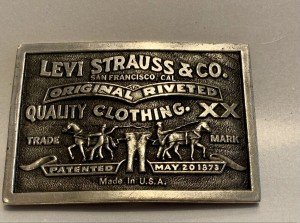 LEVI STRAUSS & CO.
SAN FRANCISCO, CAL
ORIGINAL RIVETED
QUALITY CLOTHING. XX
TRADE MARK
PATENTED MAY 20 1873
Made in U.S.A.